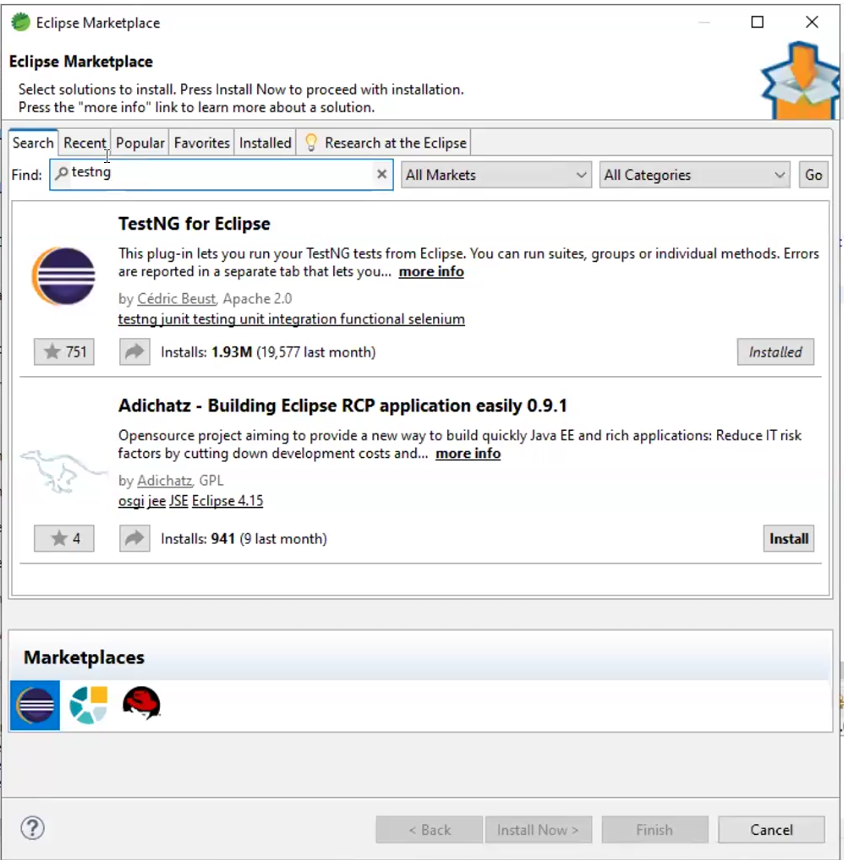 Eclipse Marketplace
Eclipse Marketplace
Select solutions to install. Press Install Now to proceed with installation.
Press the "more info" link to learn more about a solution.
Search Recent Popular Favorites Installed Research at the Eclipse
Find: testng All Markets All Categories Go
TestNG for Eclipse
This plug-in lets you run your TestNG tests from Eclipse. You can run suites, groups or individual methods. Errors
are reported in a separate tab that lets you... more info
by Cédric Beust, Apache 2.0
testng junit testing unit integration functional selenium
751 Installs: 1.93M (19,577 last month) Installed
Adichatz - Building Eclipse RCP application easily 0.9.1
Opensource project aiming to provide a new way to build quickly Java EE and rich applications: Reduce IT risk
factors by cutting down development costs and... more info
by Adichatz, GPL
osgi jee JSE Eclipse 4.15
4 Installs: 941 (9 last month) Install
Marketplaces
? < Back Install Now > Finish Cancel